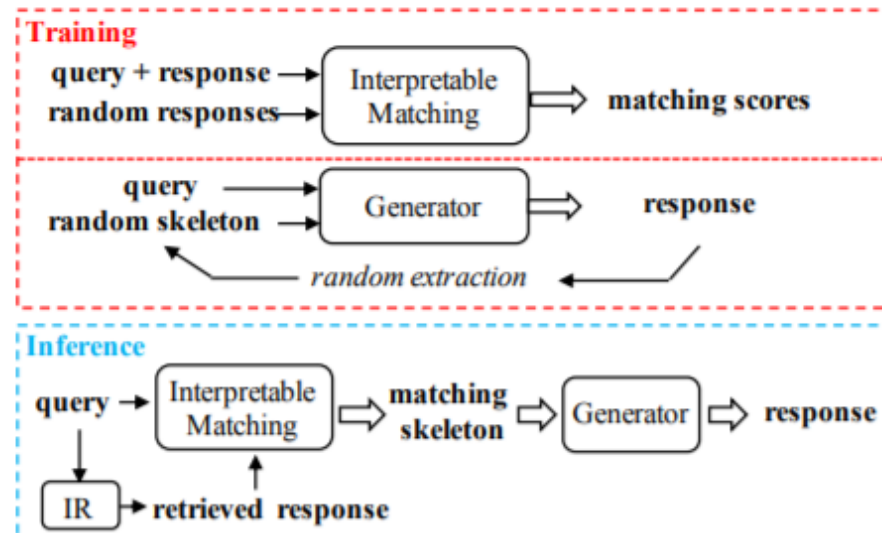 Training
query + response
random responses
Interpretable
Matching
matching scores
query
random skeleton
Generator
response
random extraction
Inference
query
Interpretable
Matching
matching
skeleton
Generator
response
IR
retrieved response